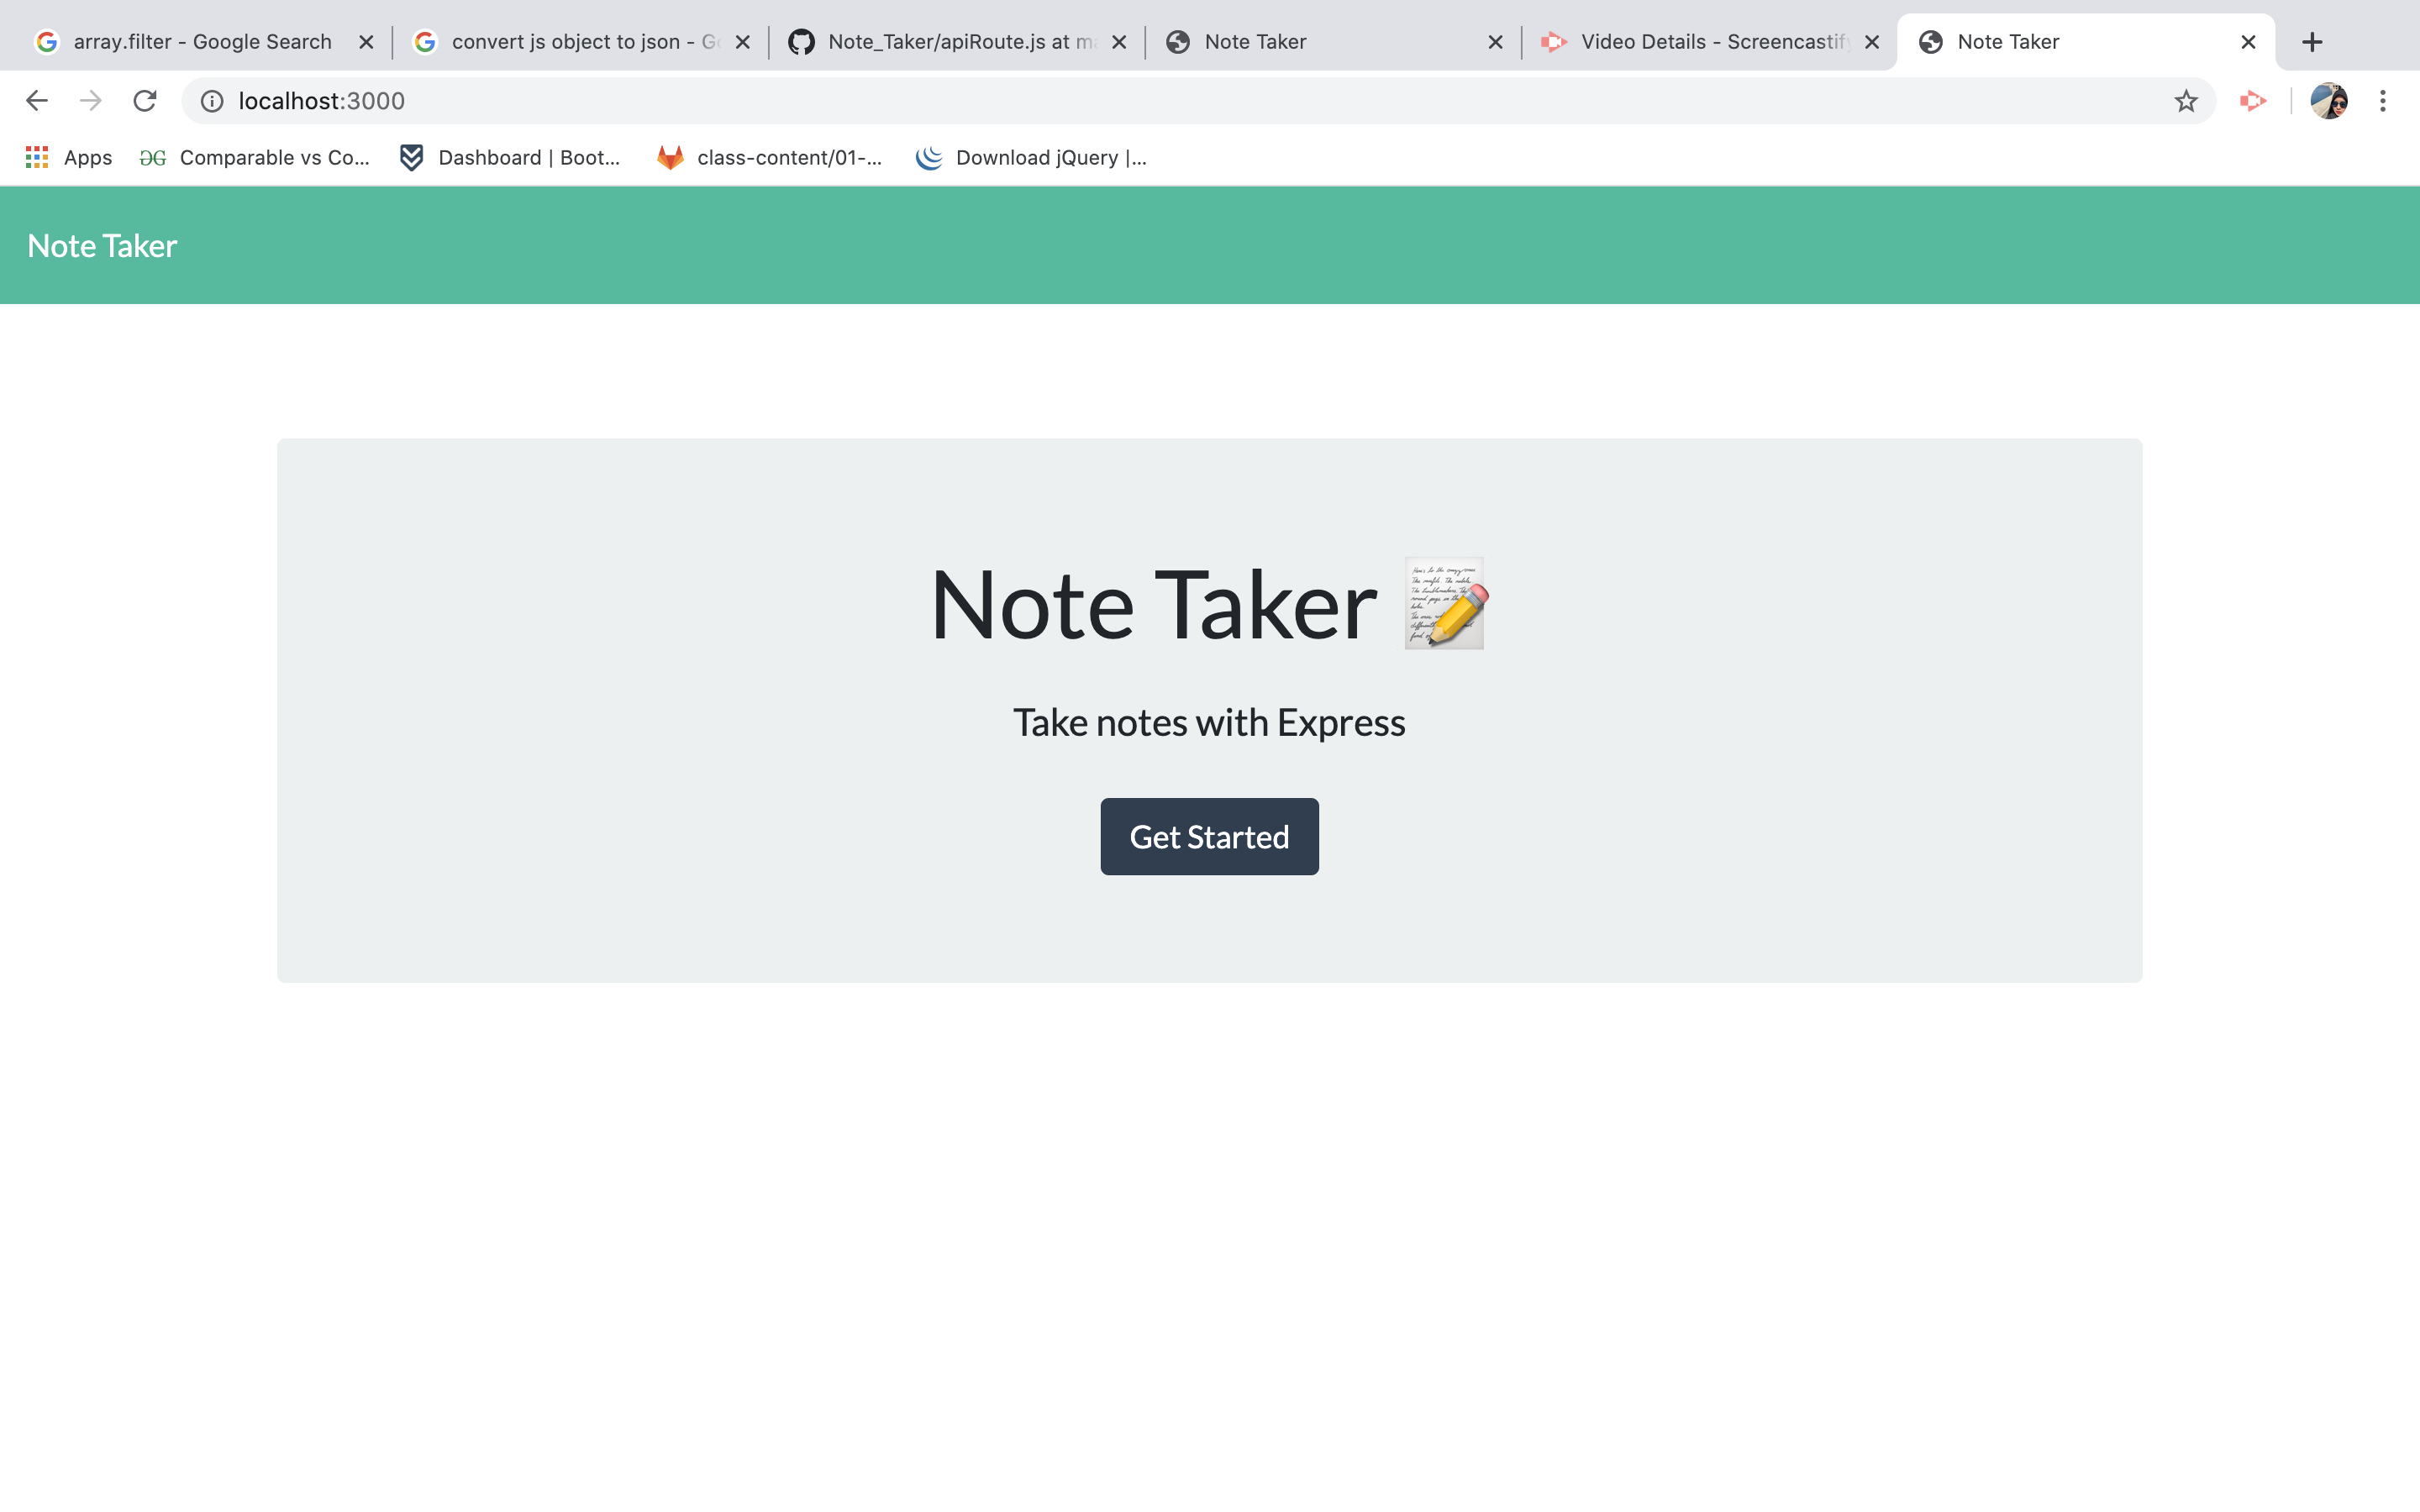 array.filter - Google Search
convert js object to json - G
Note_Taker/apiRoute.js at m
Note Taker
Video Details - Screencastify
Note Taker
localhost:3000
Apps
Comparable vs Co...
Dashboard | Boot...
class-content/01-...
Download jQuery |...
Note Taker
Note Taker
Take notes with Express
Get Started